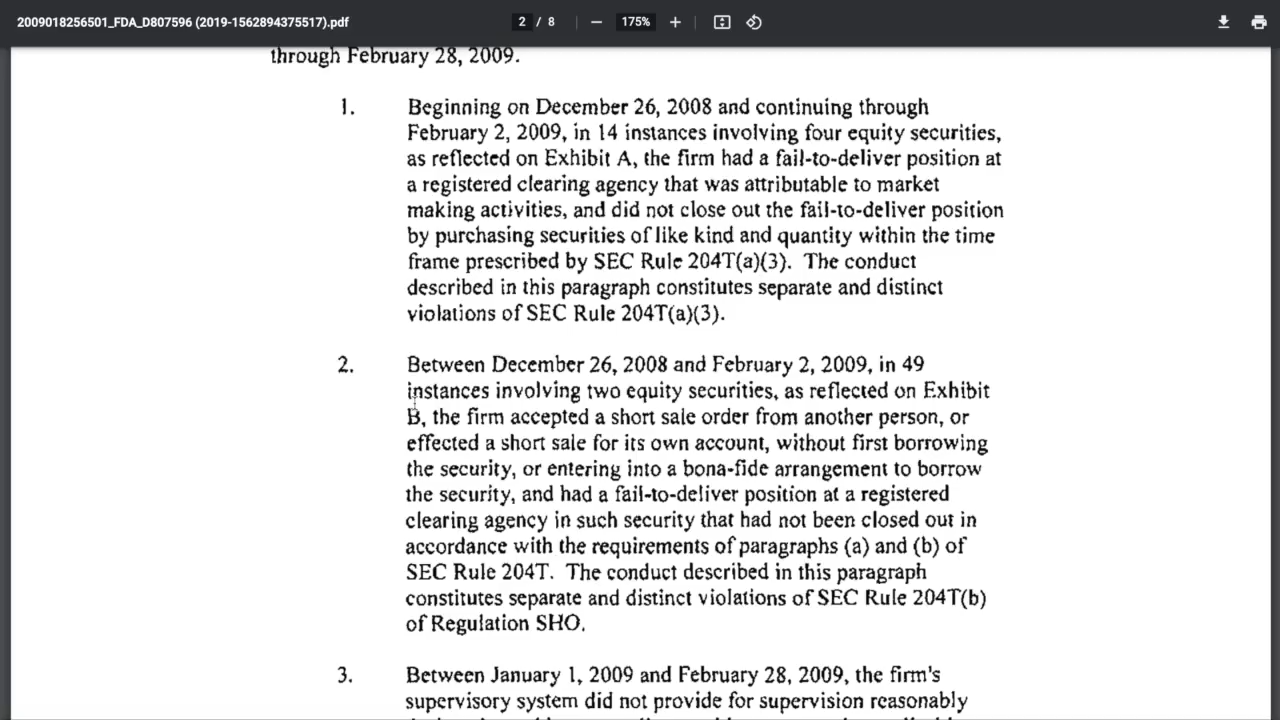 2009018256501_FDA_D807596 (2019-1562894375517).pdf
2 / 8
175%
through February 28, 2009.
1. Beginning on December 26, 2008 and continuing through
February 2, 2009, in 14 instances involving four equity securities,
as reflected on Exhibit A, the firm had a fail-to-deliver position at
a registered clearing agency that was attributable to market
making activities, and did not close out the fail-to-deliver position
by purchasing securities of like kind and quantity within the time
frame prescribed by SEC Rule 204T(a)(3). The conduct
described in this paragraph constitutes separate and distinct
violations of SEC Rule 204T(a)(3).
2. Between December 26, 2008 and February 2, 2009, in 49
instances involving two equity securities, as reflected on Exhibit
B, the firm accepted a short sale order from another person, or
effected a short sale for its own account, without first borrowing
the security, or entering into a bona-fide arrangement to borrow
the security, and had a fail-to-deliver position at a registered
clearing agency in such security that had not been closed out in
accordance with the requirements of paragraphs (a) and (b) of
SEC Rule 204T. The conduct described in this paragraph
constitutes separate and distinct violations of SEC Rule 204T(b)
of Regulation SHO.
3. Between January 1, 2009 and February 28, 2009, the firm's
supervisory system did not provide for supervision reasonably